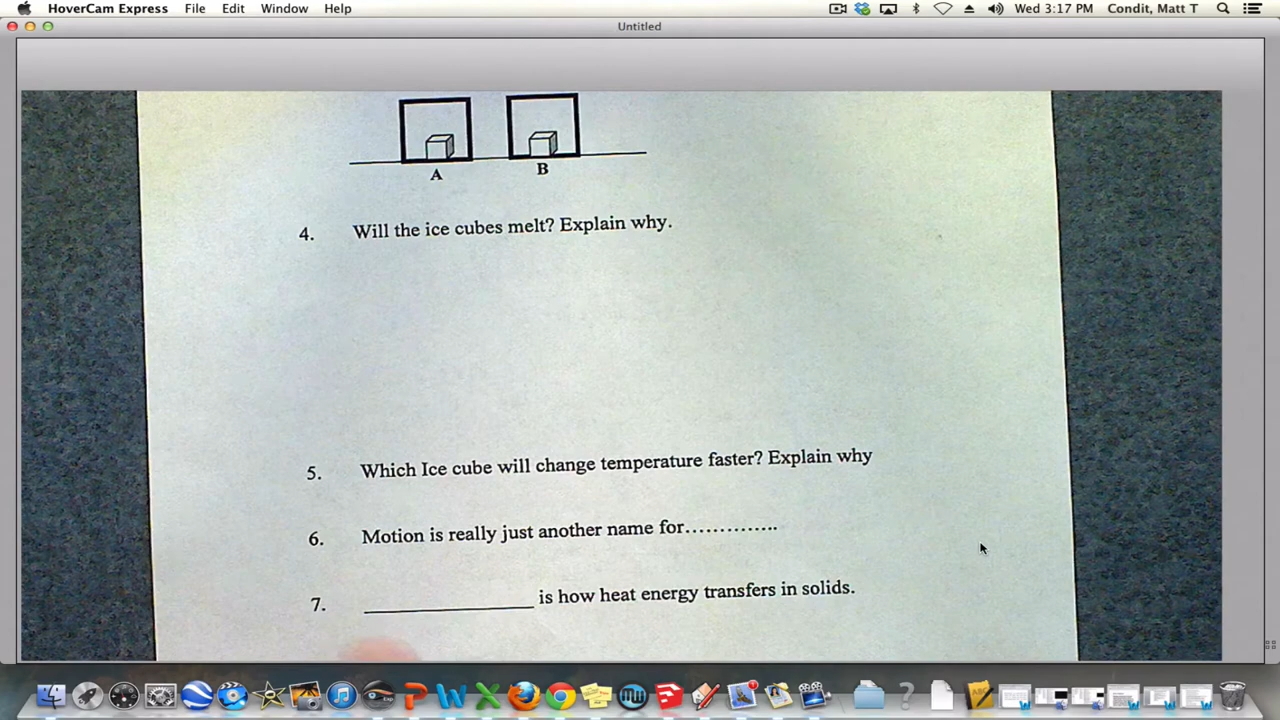 HoverCam Express File Edit Window Help Wed 3:17 PM Condit, Matt T
Untitled
A B
4. Will the ice cubes melt? Explain why.
5. Which Ice cube will change temperature faster? Explain why
6. Motion is really just another name for…………..
7. ______________ is how heat energy transfers in solids.